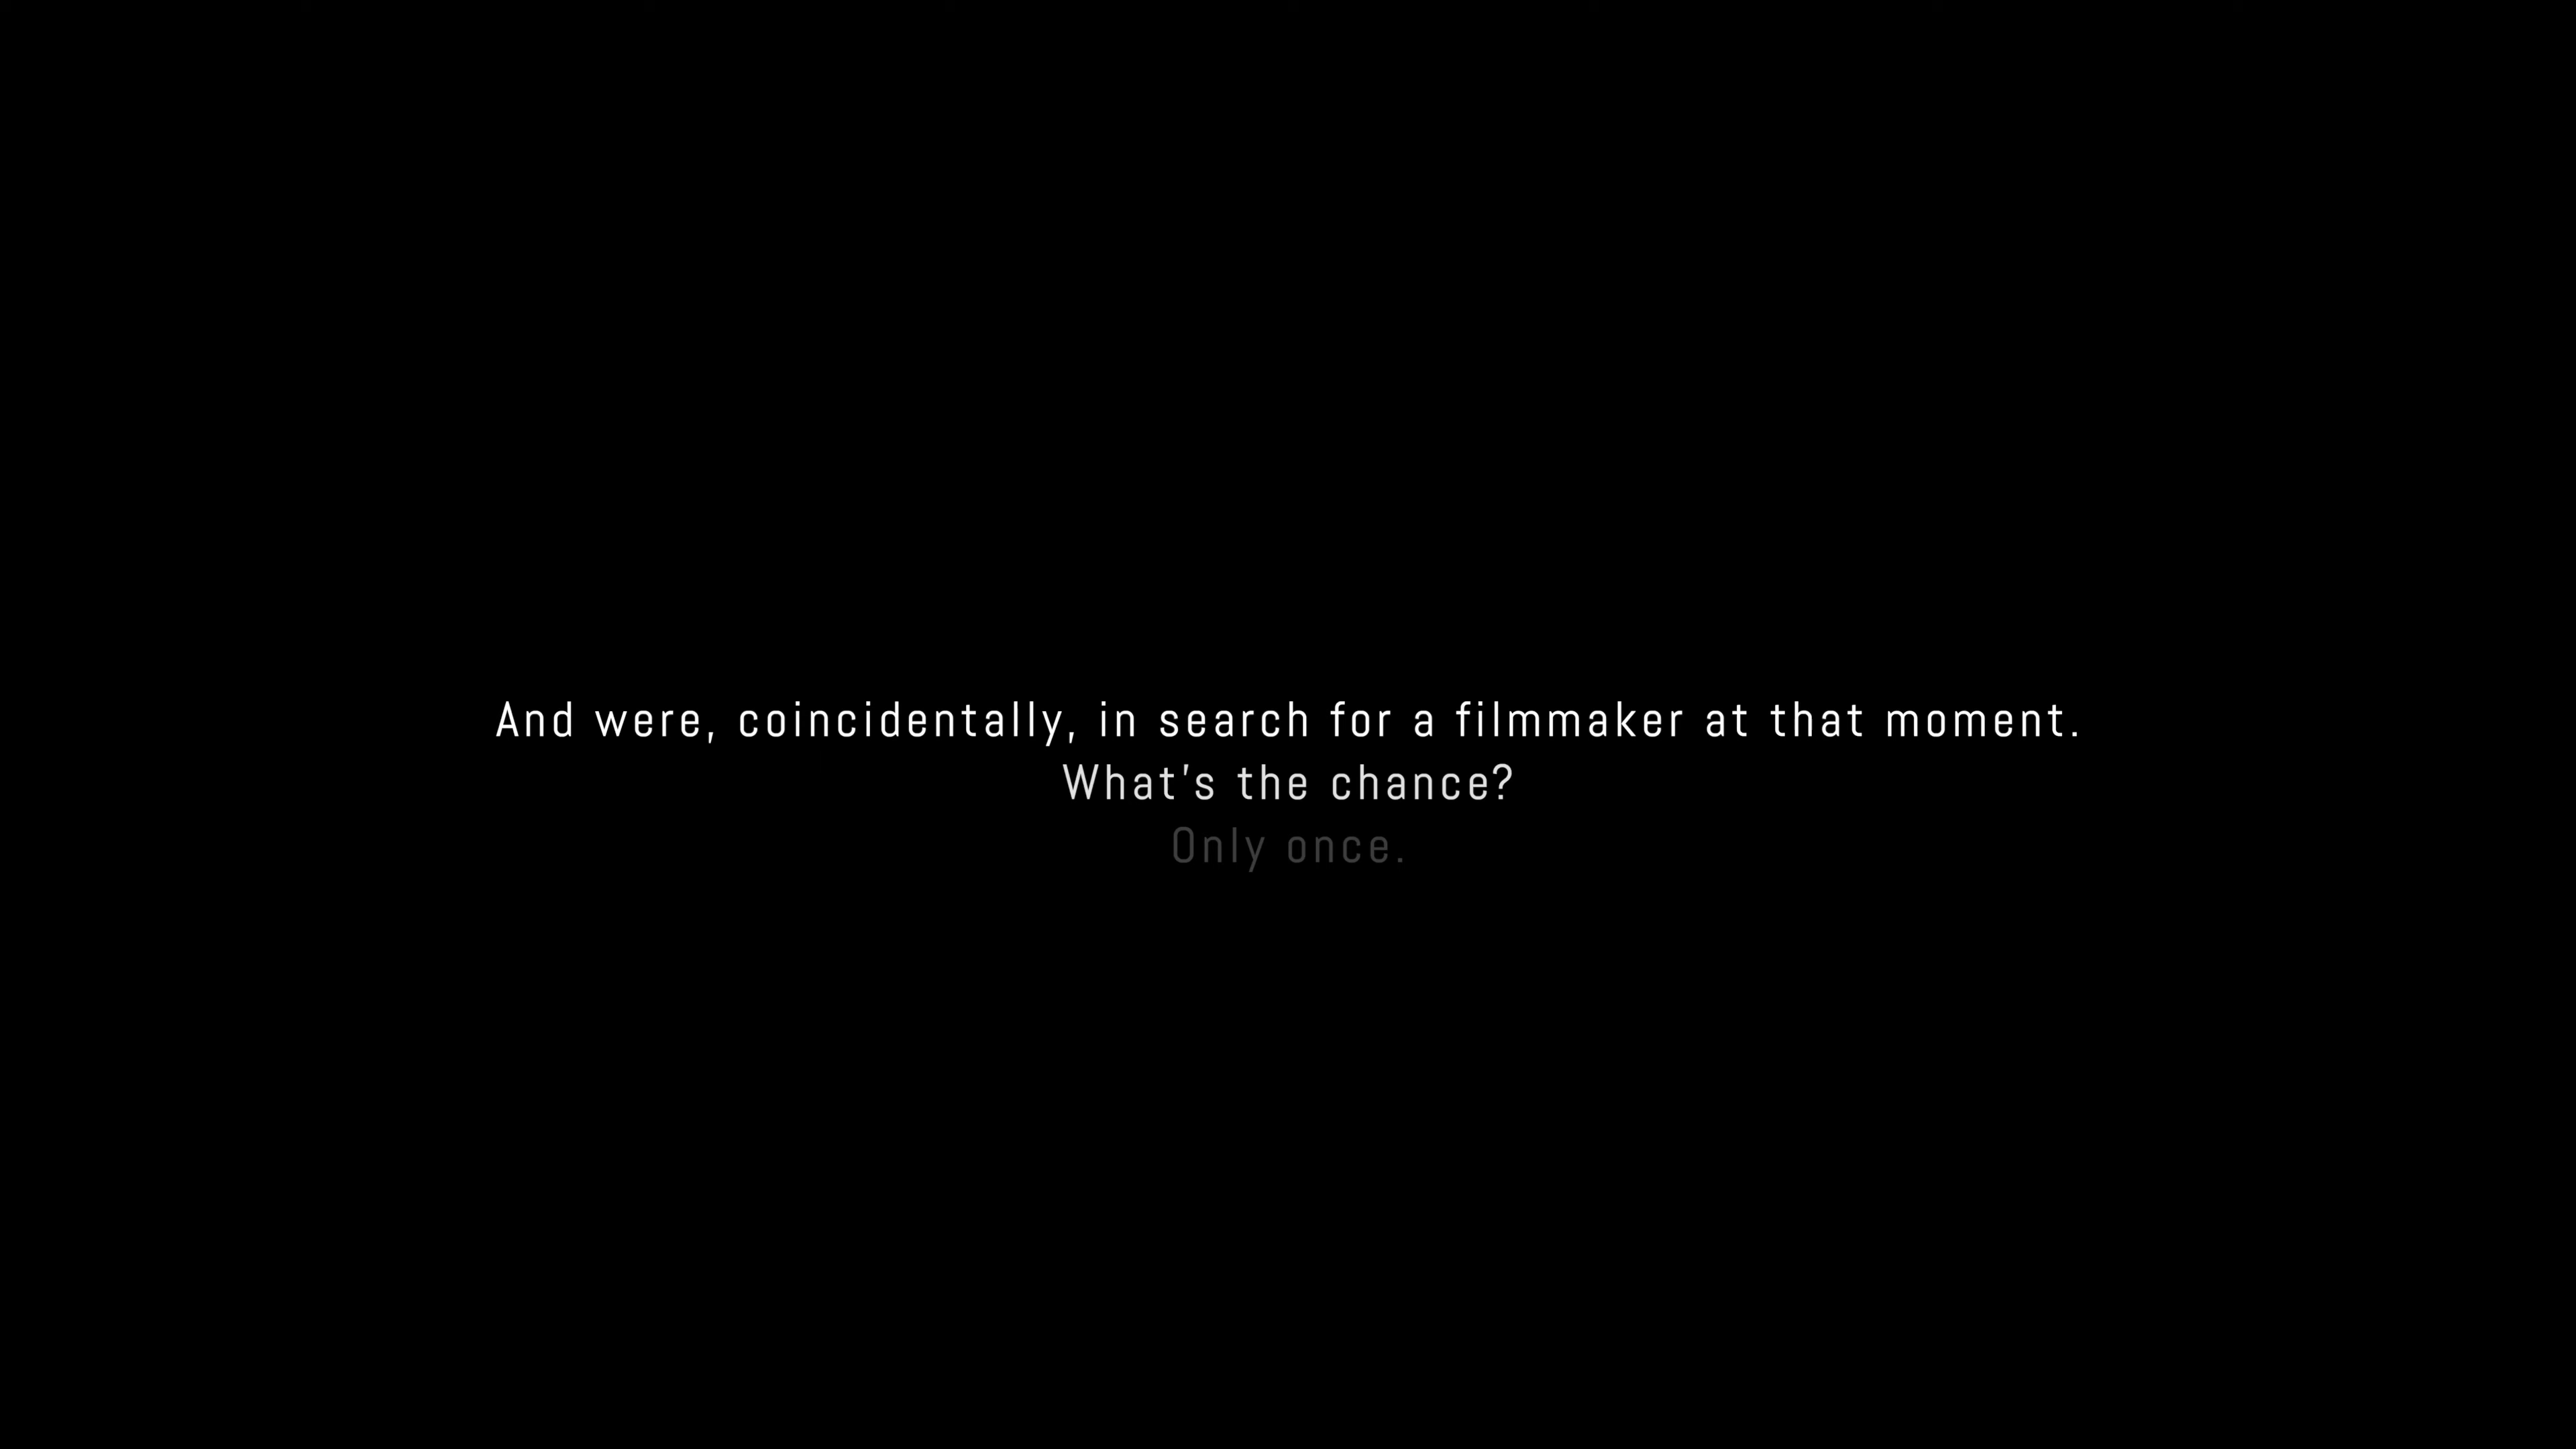 And were, coincidentally, in search for a filmmaker at that moment.
What's the chance?
Only once.